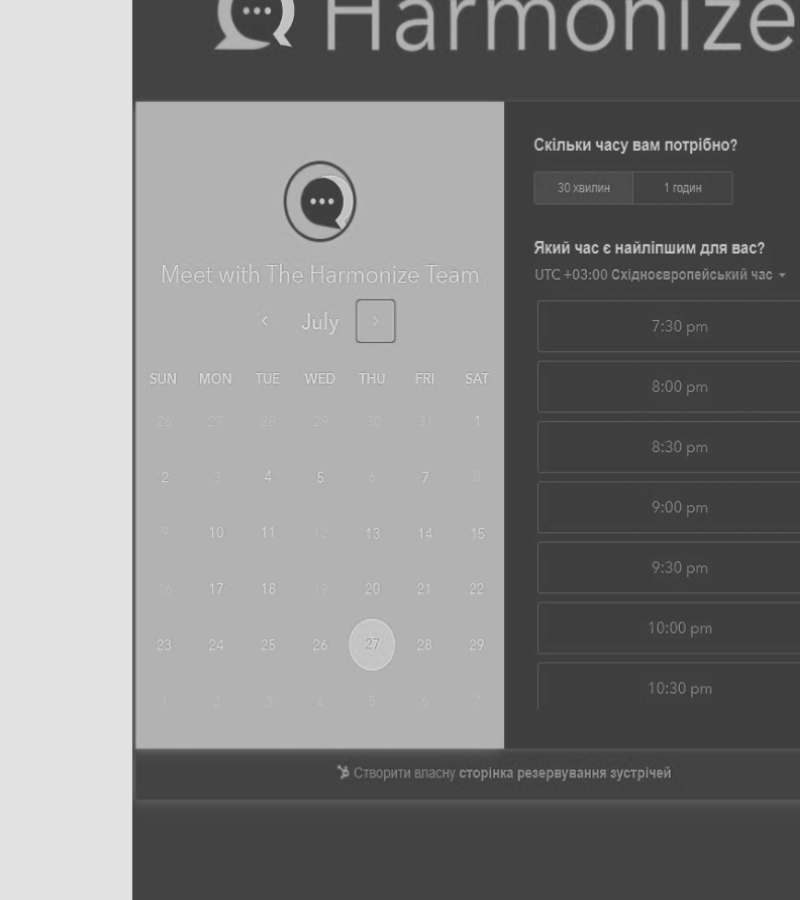 Harmonize
Meet with The Harmonize Team
July
SUN MON TUE WED THU FRI SAT
26 27 28 29 30 31 1
2 3 4 5 6 7 8
9 10 11 12 13 14 15
16 17 18 19 20 21 22
23 24 25 26 27 28 29
1 2 3 4 5 6 7
Скільки часу вам потрібно?
30 хвилин 1 годин
Який час є найліпшим для вас?
UTC +03:00 Східноєвропейський час
7:30 pm
8:00 pm
8:30 pm
9:00 pm
9:30 pm
10:00 pm
10:30 pm
Створити власну сторінка резервування зустрічей